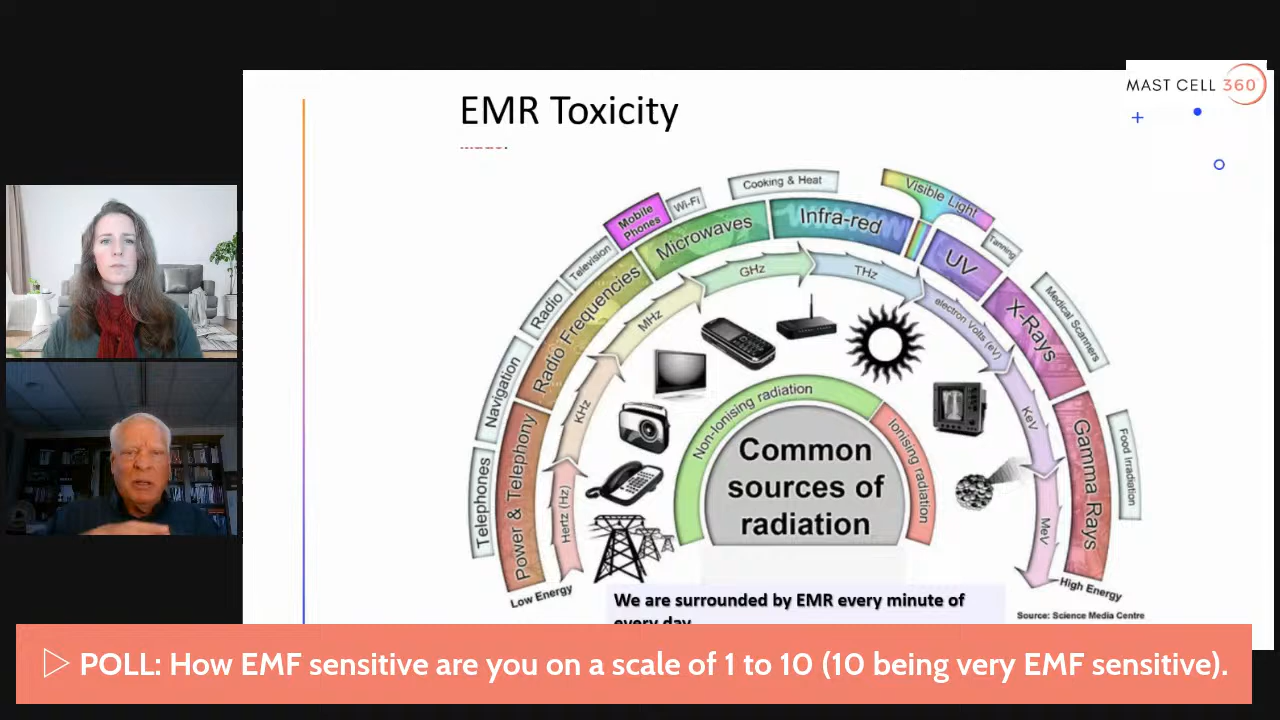 EMR Toxicity
MAST CELL 360
Telephones
Navigation
Radio
Television
Mobile
Phones
Wi-Fi
Cooking & Heat
Visible Light
Tanning
Medical Scanners
Food Irradiation
Power & Telephony
Radio Frequencies
Microwaves
Infra-red
UV
X-Rays
Gamma Rays
Hertz (Hz)
KHz
MHz
GHz
THz
electron Volts (eV)
KeV
MeV
Non-Ionising radiation
Ionising radiation
Common
sources of
radiation
Low Energy
High Energy
We are surrounded by EMR every minute of
every day
Source: Science Media Centre
POLL: How EMF sensitive are you on a scale of 1 to 10 (10 being very EMF sensitive).